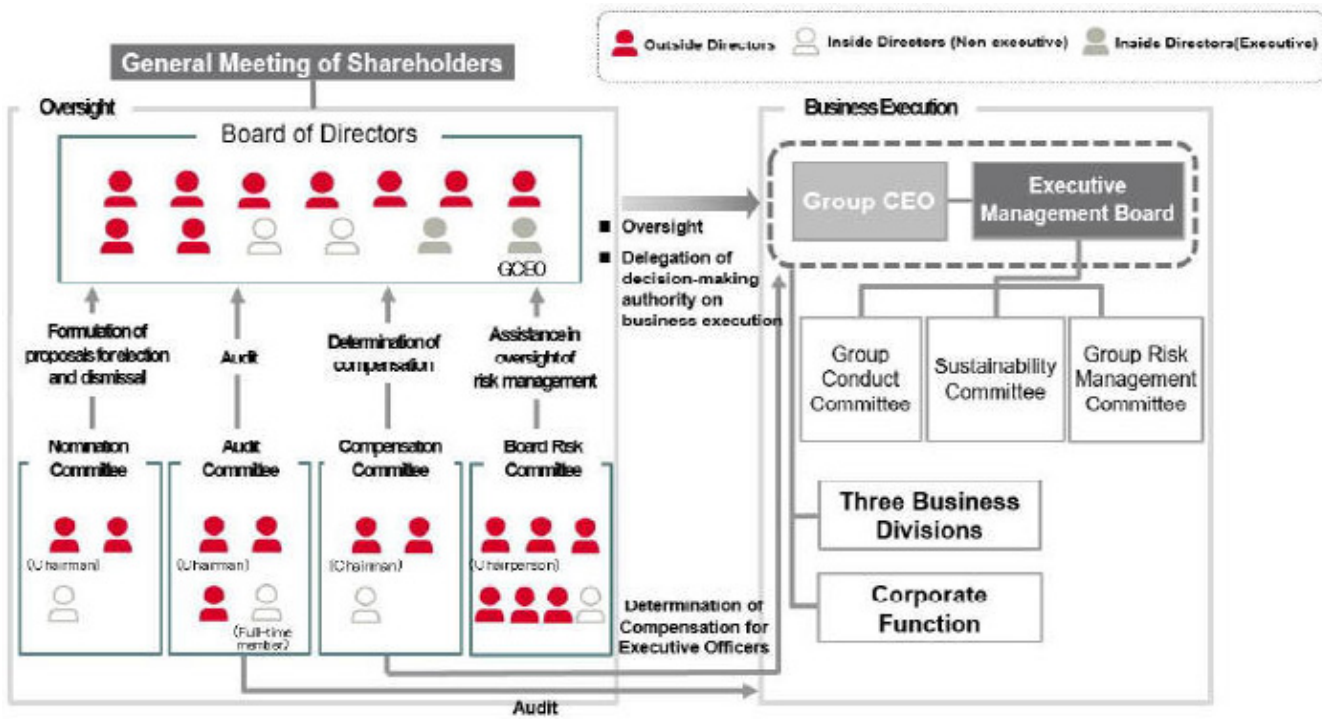 Outside Directors
Inside Directors (Non executive)
Inside Directors(Executive)
General Meeting of Shareholders
Oversight
Board of Directors
GCEO
Formulation of
proposals for election
and dismissal
Audit
Determination of
compensation
Assistance in
oversight of
risk management
Nomination
Committee
(Chairman)
Audit
Committee
(Chairman)
(Full-time
member)
Compensation
Committee
(Chairman)
Board Risk
Committee
(Chairperson)
■ Oversight
■ Delegation of
decision-making
authority on
business execution
Determination of
Compensation for
Executive Officers
Audit
Business Execution
Group CEO
Executive
Management Board
Group
Conduct
Committee
Sustainability
Committee
Group Risk
Management
Committee
Three Business
Divisions
Corporate
Function